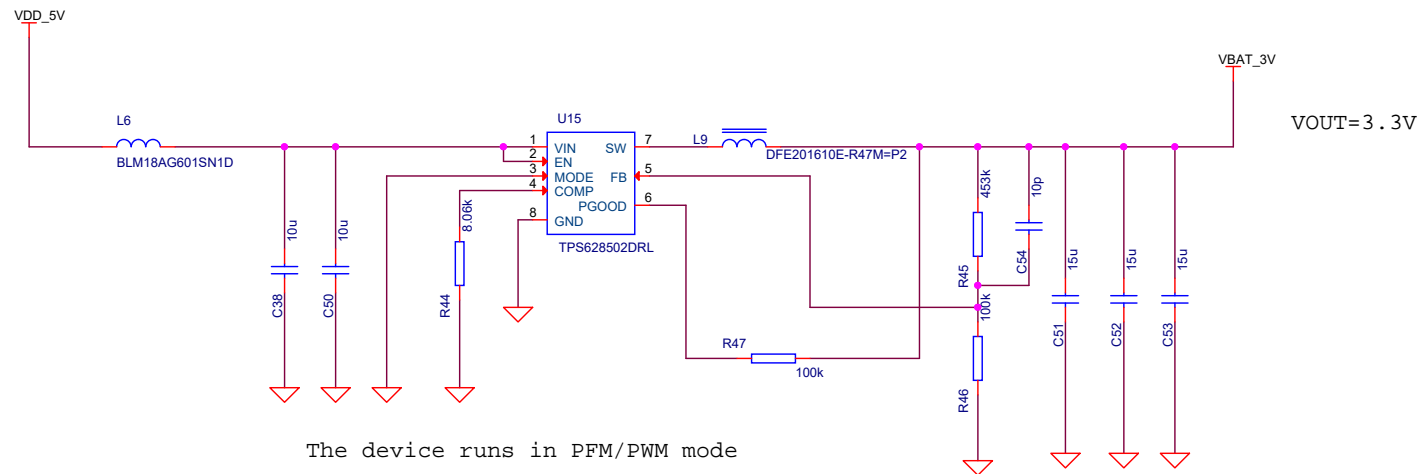 VDD_5V
VBAT_3V
VOUT=3.3V
L6
BLM18AG601SN1D
U15
1 VIN SW 7
2 EN
3 MODE FB 5
4 COMP
PGOOD 6
8 GND
TPS628502DRL
L9
DFE201610E-R47M=P2
10u
C38
10u
C50
8.06k
R44
453k
R45
10p
C54
100k
R46
R47
100k
15u
C51
15u
C52
15u
C53
The device runs in PFM/PWM mode